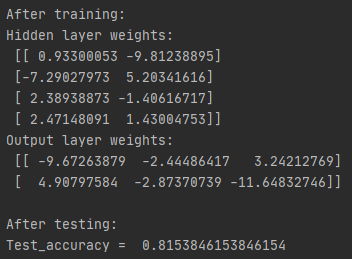 After training:
Hidden layer weights:
[[ 0.93300053 -9.81238895]
[-7.29027973  5.20341616]
[ 2.38938873 -1.40616717]
[ 2.47148091  1.43004753]]
Output layer weights:
[[ -9.67263879  -2.44486417   3.24212769]
[  4.90797584  -2.87370739 -11.64832746]]

After testing:
Test_accuracy =  0.8153846153846154